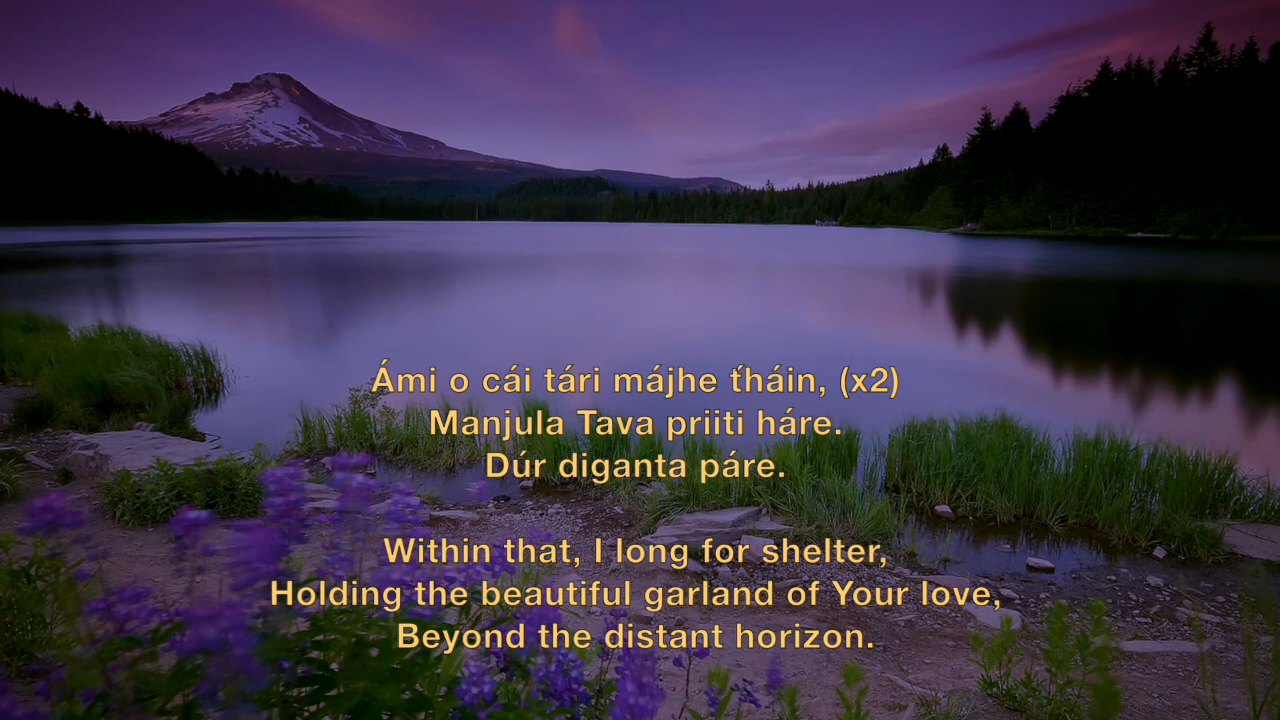 Ámi o cái tári májhe t́háin, (x2)
Manjula Tava priiti háre.
Dúr diganta páre.
Within that, I long for shelter,
Holding the beautiful garland of Your love,
Beyond the distant horizon.